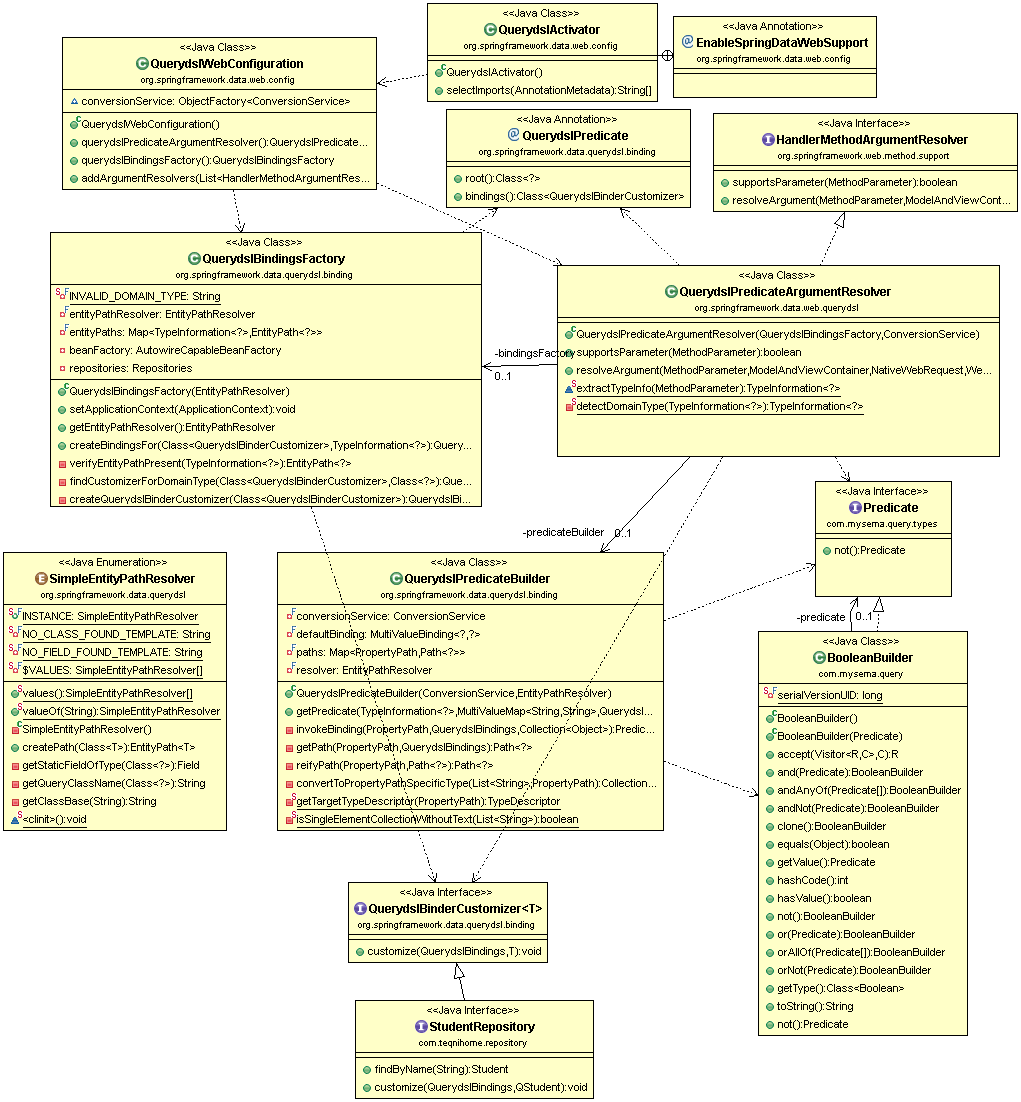 <<Java Class>>
QuerydslActivator
org.springframework.data.web.config
QuerydslActivator()
selectImports(AnnotationMetadata):String[]
<<Java Annotation>>
EnableSpringDataWebSupport
org.springframework.data.web.config
<<Java Class>>
QuerydslWebConfiguration
org.springframework.data.web.config
conversionService: ObjectFactory<ConversionService>
QuerydslWebConfiguration()
querydslPredicateArgumentResolver():QuerydslPredicate...
querydslBindingsFactory():QuerydslBindingsFactory
addArgumentResolvers(List<HandlerMethodArgumentRes...
<<Java Annotation>>
QuerydslPredicate
org.springframework.data.querydsl.binding
root():Class<?>
bindings():Class<QuerydslBinderCustomizer>
<<Java Interface>>
HandlerMethodArgumentResolver
org.springframework.web.method.support
supportsParameter(MethodParameter):boolean
resolveArgument(MethodParameter,ModelAndViewCont...
<<Java Class>>
QuerydslBindingsFactory
org.springframework.data.querydsl.binding
INVALID_DOMAIN_TYPE: String
entityPathResolver: EntityPathResolver
entityPaths: Map<TypeInformation<?>,EntityPath<?>>
beanFactory: AutowireCapableBeanFactory
repositories: Repositories
QuerydslBindingsFactory(EntityPathResolver)
setApplicationContext(ApplicationContext):void
getEntityPathResolver():EntityPathResolver
createBindingsFor(Class<QuerydslBinderCustomizer>,TypeInformation<?>):Query...
verifyEntityPathPresent(TypeInformation<?>):EntityPath<?>
findCustomizerForDomainType(Class<QuerydslBinderCustomizer>,Class<?>):Que...
createQuerydslBinderCustomizer(Class<QuerydslBinderCustomizer>):QuerydslBi...
<<Java Class>>
QuerydslPredicateArgumentResolver
org.springframework.data.web.querydsl
QuerydslPredicateArgumentResolver(QuerydslBindingsFactory,ConversionService)
supportsParameter(MethodParameter):boolean
resolveArgument(MethodParameter,ModelAndViewContainer,NativeWebRequest,We...
extractTypeInfo(MethodParameter):TypeInformation<?>
detectDomainType(TypeInformation<?>):TypeInformation<?>
-bindingsFactory
0..1
<<Java Interface>>
Predicate
com.mysema.query.types
not():Predicate
-predicateBuilder
0..1
<<Java Enumeration>>
SimpleEntityPathResolver
org.springframework.data.querydsl
INSTANCE: SimpleEntityPathResolver
NO_CLASS_FOUND_TEMPLATE: String
NO_FIELD_FOUND_TEMPLATE: String
$VALUES: SimpleEntityPathResolver[]
values():SimpleEntityPathResolver[]
valueOf(String):SimpleEntityPathResolver
SimpleEntityPathResolver()
createPath(Class<T>):EntityPath<T>
getStaticFieldOfType(Class<?>):Field
getQueryClassName(Class<?>):String
getClassBase(String):String
<clinit>():void
<<Java Class>>
QuerydslPredicateBuilder
org.springframework.data.querydsl.binding
conversionService: ConversionService
defaultBinding: MultiValueBinding<?,?>
paths: Map<PropertyPath,Path<?>>
resolver: EntityPathResolver
QuerydslPredicateBuilder(ConversionService,EntityPathResolver)
getPredicate(TypeInformation<?>,MultiValueMap<String,String>,Querydsl...
invokeBinding(PropertyPath,QuerydslBindings,Collection<Object>):Predic...
getPath(PropertyPath,QuerydslBindings):Path<?>
reifyPath(PropertyPath,Path<?>):Path<?>
convertToPropertyPathSpecificType(List<String>,PropertyPath):Collection...
getTargetTypeDescriptor(PropertyPath):TypeDescriptor
isSingleElementCollectionWithoutText(List<String>):boolean
-predicate
0..1
<<Java Class>>
BooleanBuilder
com.mysema.query
serialVersionUID: long
BooleanBuilder()
BooleanBuilder(Predicate)
accept(Visitor<R,C>,C):R
and(Predicate):BooleanBuilder
andAnyOf(Predicate[]):BooleanBuilder
andNot(Predicate):BooleanBuilder
clone():BooleanBuilder
equals(Object):boolean
getValue():Predicate
hashCode():int
hasValue():boolean
not():BooleanBuilder
or(Predicate):BooleanBuilder
orAllOf(Predicate[]):BooleanBuilder
orNot(Predicate):BooleanBuilder
getType():Class<Boolean>
toString():String
not():Predicate
<<Java Interface>>
QuerydslBinderCustomizer<T>
org.springframework.data.querydsl.binding
customize(QuerydslBindings,T):void
<<Java Interface>>
StudentRepository
com.teqnihome.repository
findByName(String):Student
customize(QuerydslBindings,QStudent):void